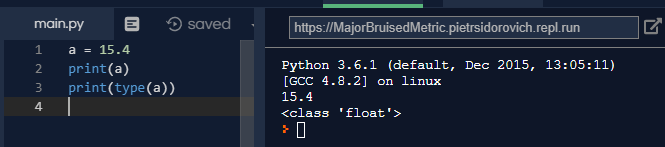 main.py
saved
https://MajorBruisedMetric.pietrsidorovich.repl.run
1 a = 15.4
2 print(a)
3 print(type(a))
4
Python 3.6.1 (default, Dec 2015, 13:05:11)
[GCC 4.8.2] on linux
15.4
<class 'float'>